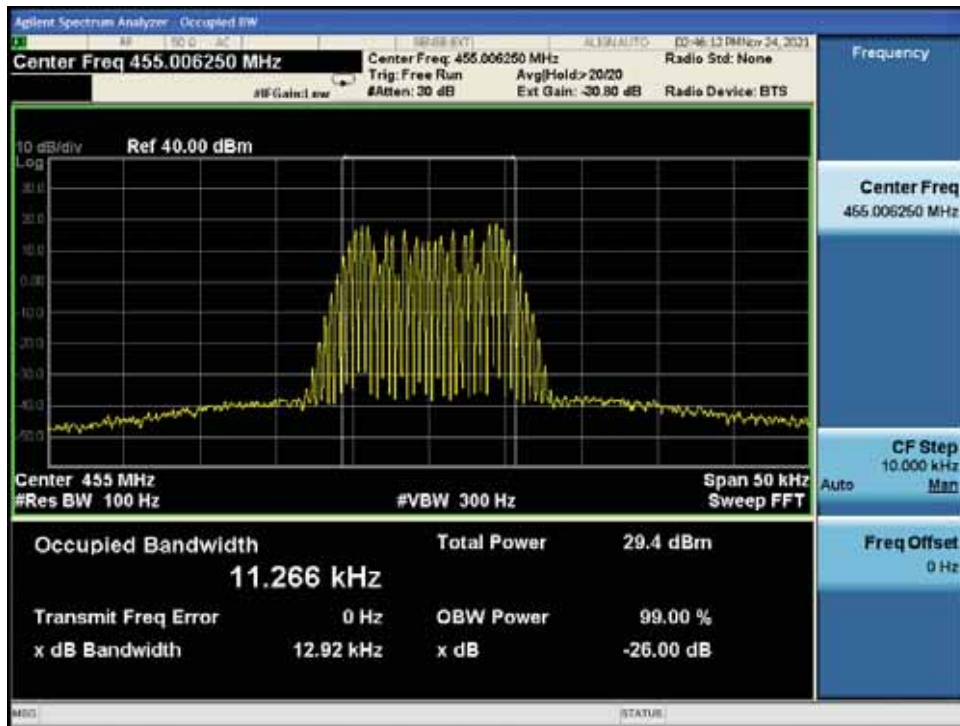 Agilent Spectrum Analyzer - Occupied BW
RF 50 Ω AC SENSE:EXT ALIGNAUTO 02:46:12 PMNov 24, 2021
Center Freq 455.006250 MHz
Center Freq: 455.006250 MHz
Radio Std: None
Trig: Free Run Avg|Hold:>20/20
#IFGain:Low #Atten: 30 dB Ext Gain: -30.80 dB Radio Device: BTS
Frequency
10 dB/div Ref 40.00 dBm
Log
30.0
20.0
10.0
0.00
-10.0
-20.0
-30.0
-40.0
-50.0
Center 455 MHz Span 50 kHz
#Res BW 100 Hz #VBW 300 Hz Sweep FFT
Occupied Bandwidth Total Power 29.4 dBm
11.266 kHz
Transmit Freq Error 0 Hz OBW Power 99.00 %
x dB Bandwidth 12.92 kHz x dB -26.00 dB
Center Freq
455.006250 MHz
CF Step
10.000 kHz
Auto Man
Freq Offset
0 Hz
MSG STATUS